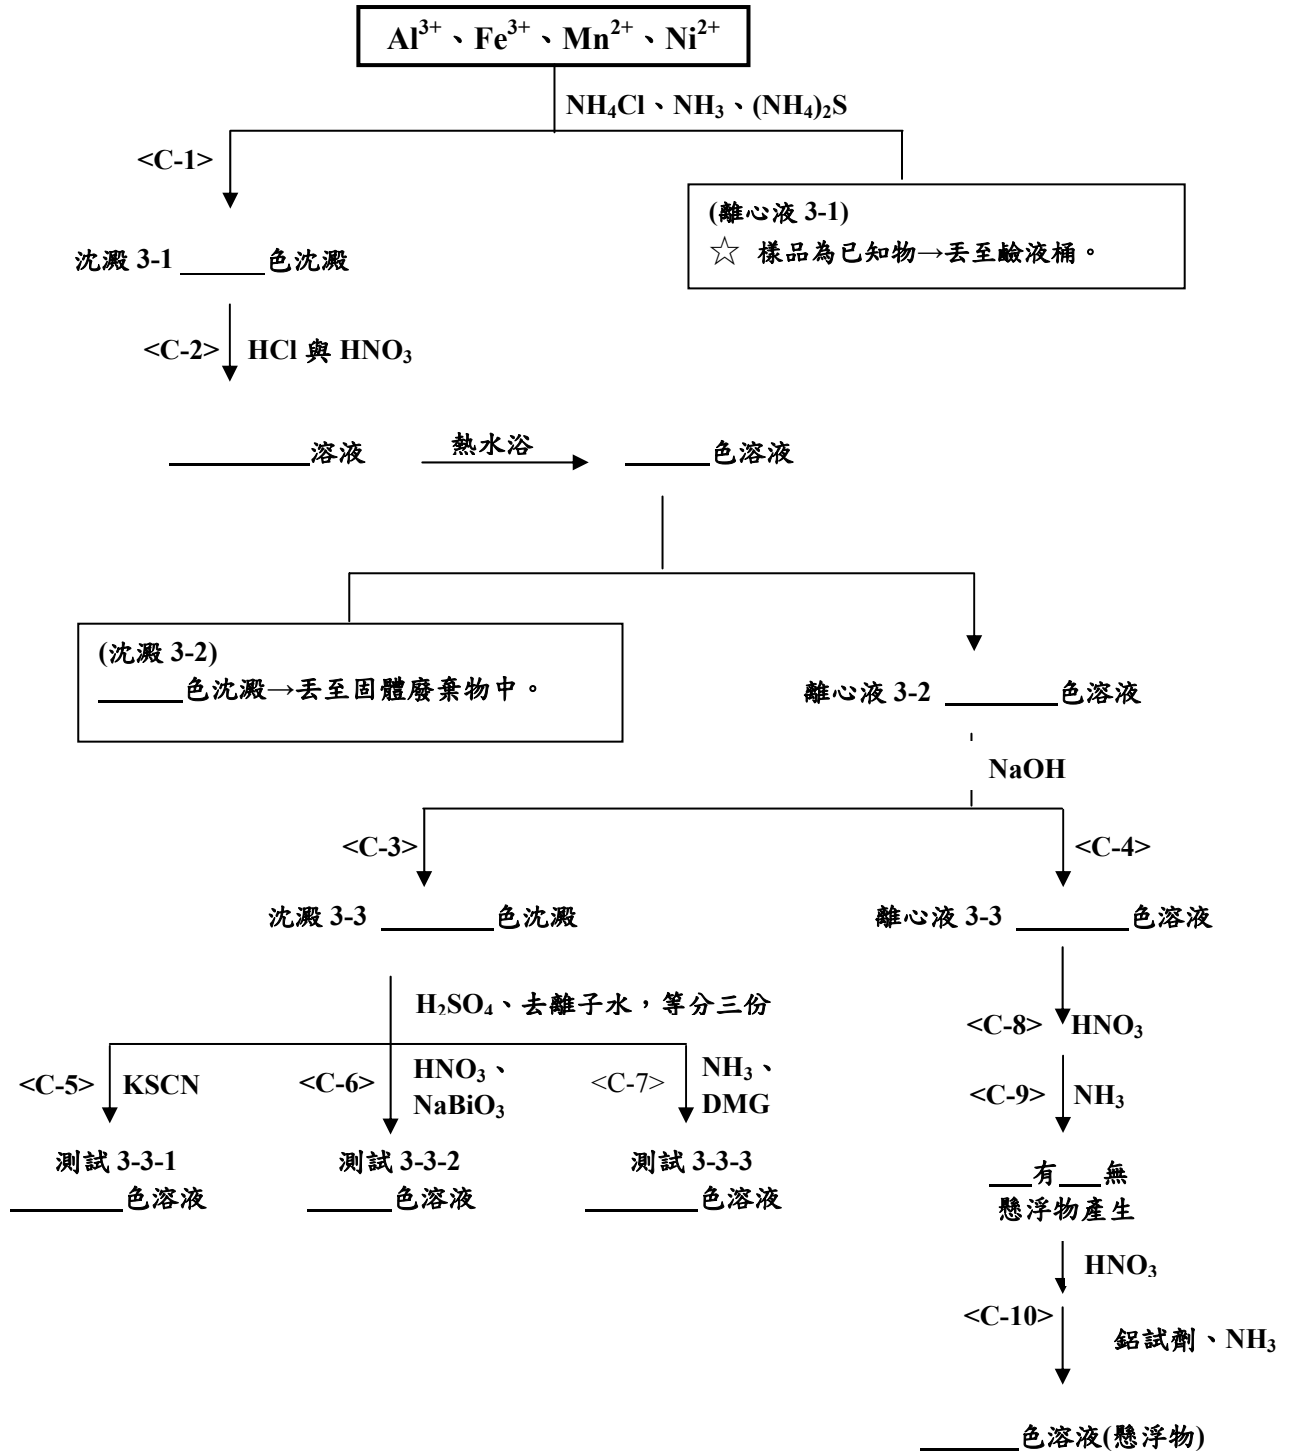 Al³⁺、Fe³⁺、Mn²⁺、Ni²⁺
NH₄Cl、NH₃、(NH₄)₂S
<C-1>
(離心液 3-1)
☆ 樣品為已知物→丟至鹼液桶。
沈澱 3-1 ______色沈澱
<C-2> HCl 與 HNO₃
__________溶液 熱水浴 ______色溶液
(沈澱 3-2)
______色沈澱→丟至固體廢棄物中。
離心液 3-2 __________色溶液
NaOH
<C-3> <C-4>
沈澱 3-3 ________色沈澱 離心液 3-3 ________色溶液
H₂SO₄、去離子水，等分三份
<C-8> HNO₃
<C-5> KSCN <C-6> HNO₃、
NaBiO₃
<C-7> NH₃、
DMG
<C-9> NH₃
測試 3-3-1
________色溶液
測試 3-3-2
______色溶液
測試 3-3-3
________色溶液
___有___無
懸浮物產生
HNO₃
<C-10>
鋁試劑、NH₃
_______色溶液(懸浮物)